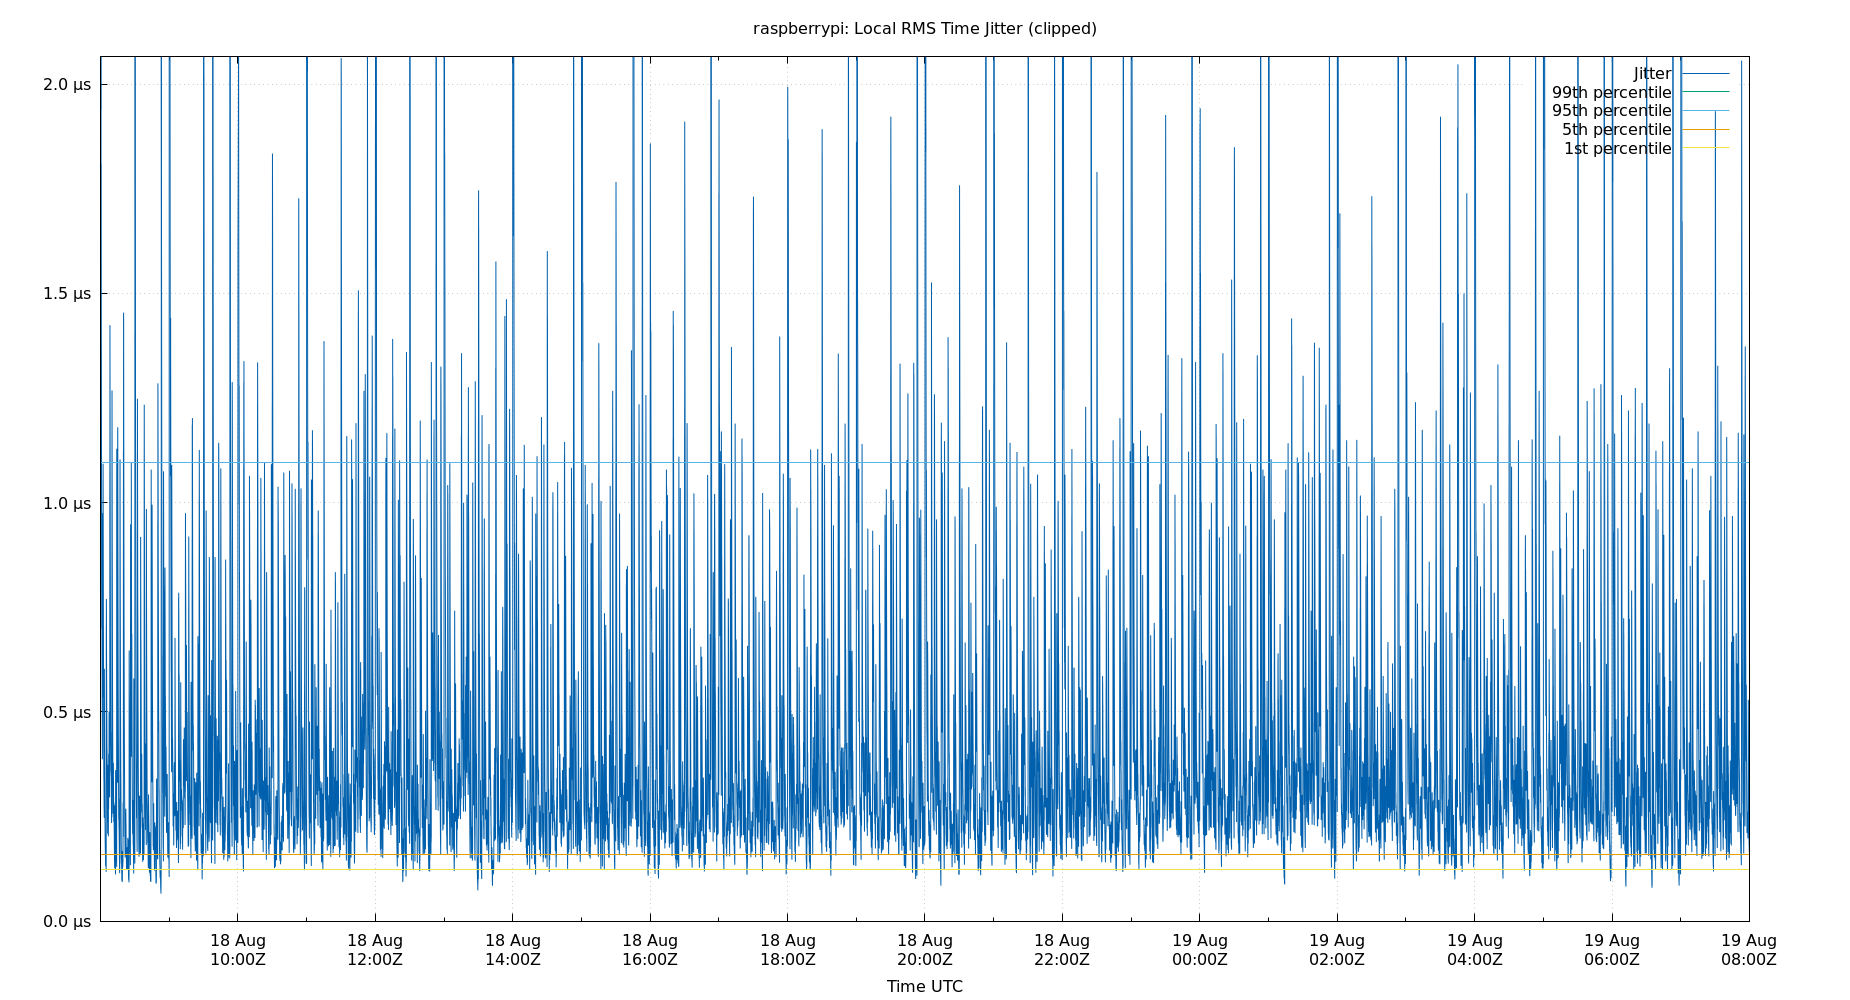 raspberrypi: Local RMS Time Jitter (clipped)
2.0 µs
1.5 µs
1.0 µs
0.5 µs
0.0 µs
Jitter
99th percentile
95th percentile
5th percentile
1st percentile
18 Aug 18 Aug 18 Aug 18 Aug 18 Aug 18 Aug 18 Aug 19 Aug 19 Aug 19 Aug 19 Aug 19 Aug
10:00Z 12:00Z 14:00Z 16:00Z 18:00Z 20:00Z 22:00Z 00:00Z 02:00Z 04:00Z 06:00Z 08:00Z
Time UTC